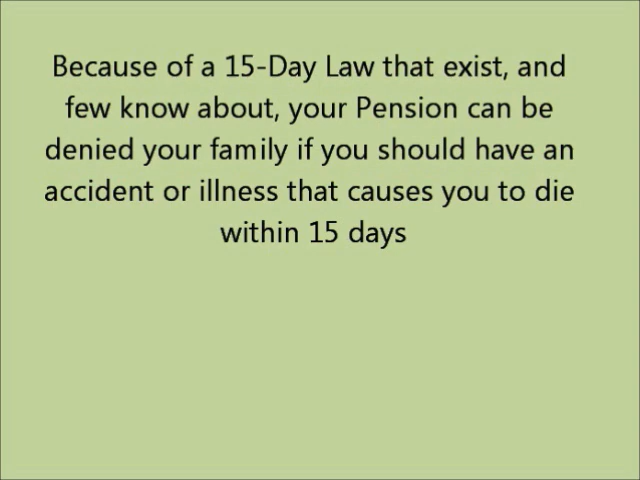 Because of a 15-Day Law that exist, and
few know about, your Pension can be
denied your family if you should have an
accident or illness that causes you to die
within 15 days